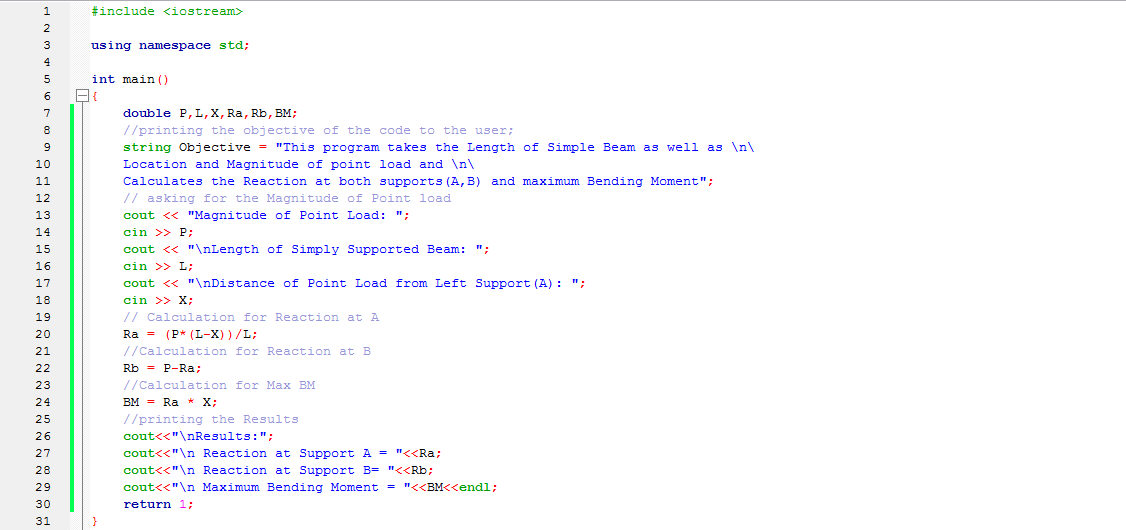 1 #include <iostream>
2
3 using namespace std;
4
5 int main()
6 {
7 double P,L,X,Ra,Rb,BM;
8 //printing the objective of the code to the user;
9 string Objective = "This program takes the Length of Simple Beam as well as \n\
10 Location and Magnitude of point load and \n\
11 Calculates the Reaction at both supports(A,B) and maximum Bending Moment";
12 // asking for the Magnitude of Point load
13 cout << "Magnitude of Point Load: ";
14 cin >> P;
15 cout << "\nLength of Simply Supported Beam: ";
16 cin >> L;
17 cout << "\nDistance of Point Load from Left Support(A): ";
18 cin >> X;
19 // Calculation for Reaction at A
20 Ra = (P*(L-X))/L;
21 //Calculation for Reaction at B
22 Rb = P-Ra;
23 //Calculation for Max BM
24 BM = Ra * X;
25 //printing the Results
26 cout<<"\nResults:";
27 cout<<"\n Reaction at Support A = "<<Ra;
28 cout<<"\n Reaction at Support B= "<<Rb;
29 cout<<"\n Maximum Bending Moment = "<<BM<<endl;
30 return 1;
31 }